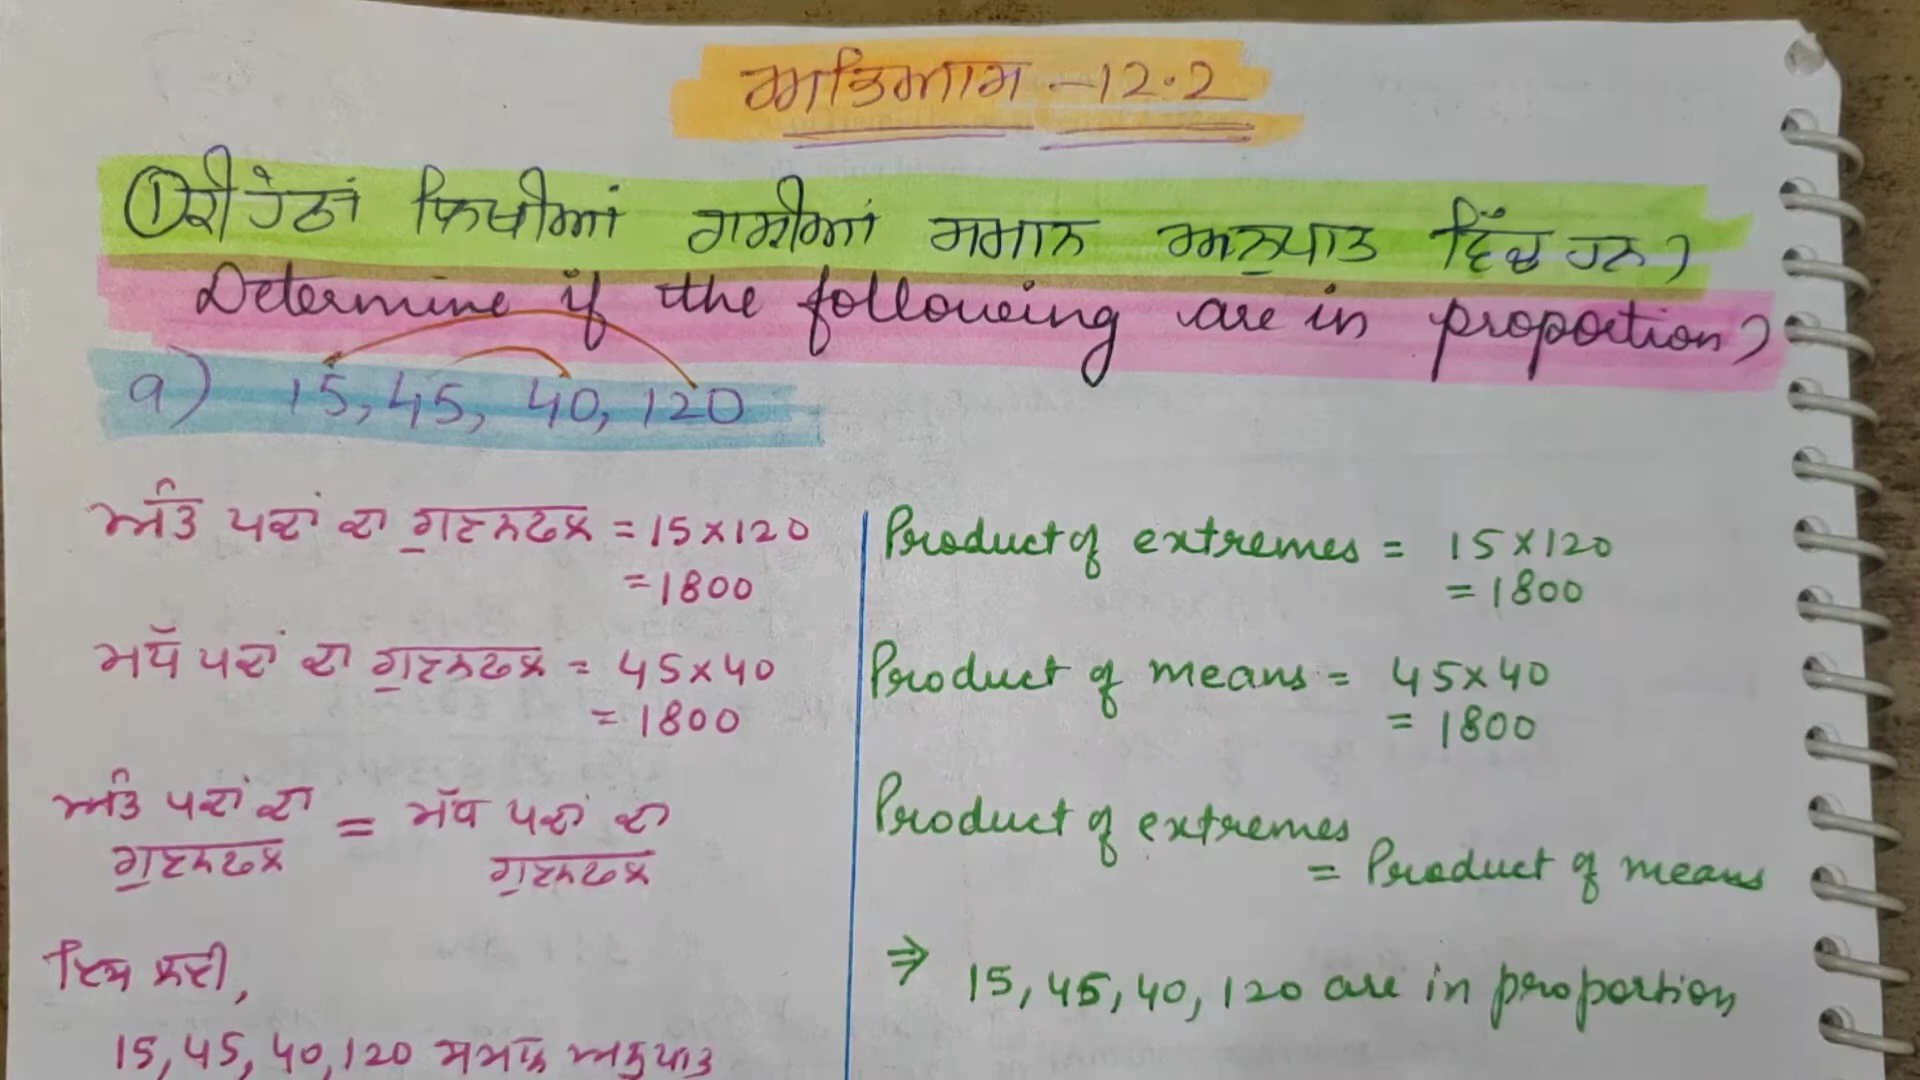 ਅਭਿਆਸ -12.2
① ਕੀ ਹੇਠਾਂ ਲਿਖੀਆਂ ਰਾਸ਼ੀਆਂ ਸਮਾਨ ਅਨੁਪਾਤ ਵਿੱਚ ਹਨ?
Determine if the following are in proportion?
a) 15, 45, 40, 120
ਅੰਤ ਪਦਾਂ ਦਾ ਗੁਣਨਫਲ = 15×120
= 1800
ਮੱਧ ਪਦਾਂ ਦਾ ਗੁਣਨਫਲ = 45×40
= 1800
ਅੰਤ ਪਦਾਂ ਦਾ = ਮੱਧ ਪਦਾਂ ਦਾ
ਗੁਣਨਫਲ ਗੁਣਨਫਲ
ਇਸ ਲਈ,
15, 45, 40, 120 ਸਮਾਨ ਅਨੁਪਾਤ
Product of extremes = 15×120
= 1800
Product of means = 45×40
= 1800
Product of extremes
= Product of means
⇒ 15, 45, 40, 120 are in proportion